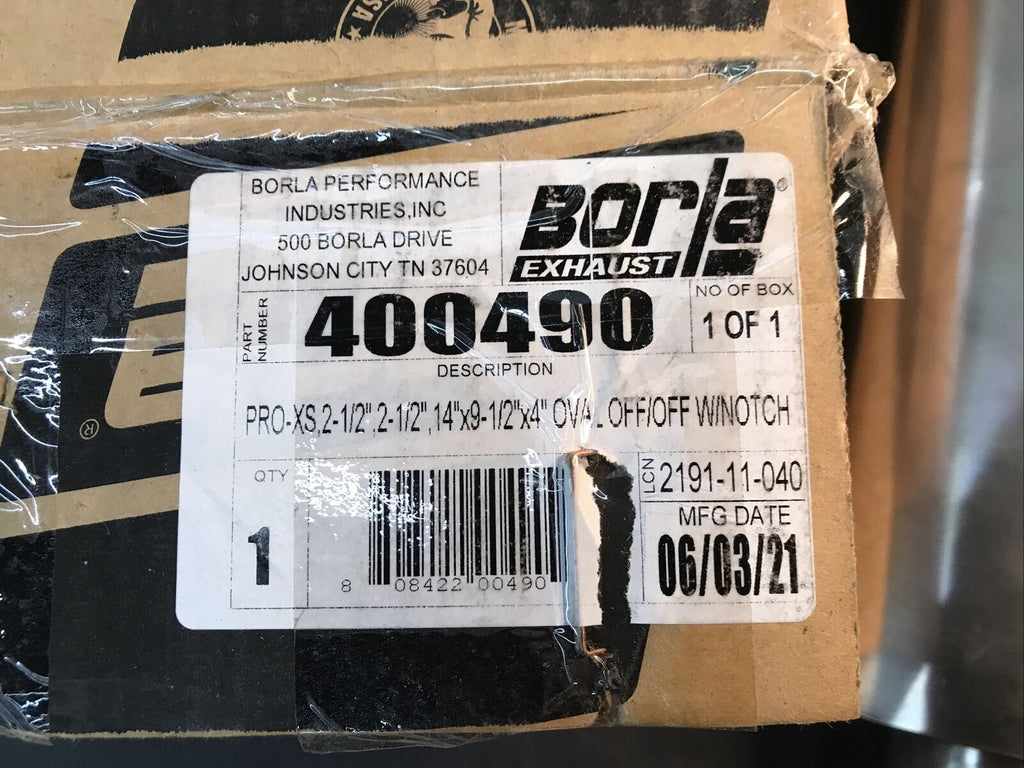 BORLA PERFORMANCE
INDUSTRIES,INC
500 BORLA DRIVE
JOHNSON CITY TN 37604
BORLA®
EXHAUST
PART
NUMBER
400490
NO OF BOX
1 OF 1
DESCRIPTION
PRO-XS,2-1/2",2-1/2",14"x9-1/2"x4" OVAL OFF/OFF W/NOTCH
QTY
1
8 08422 00490
LCN
2191-11-040
MFG DATE
06/03/21
®